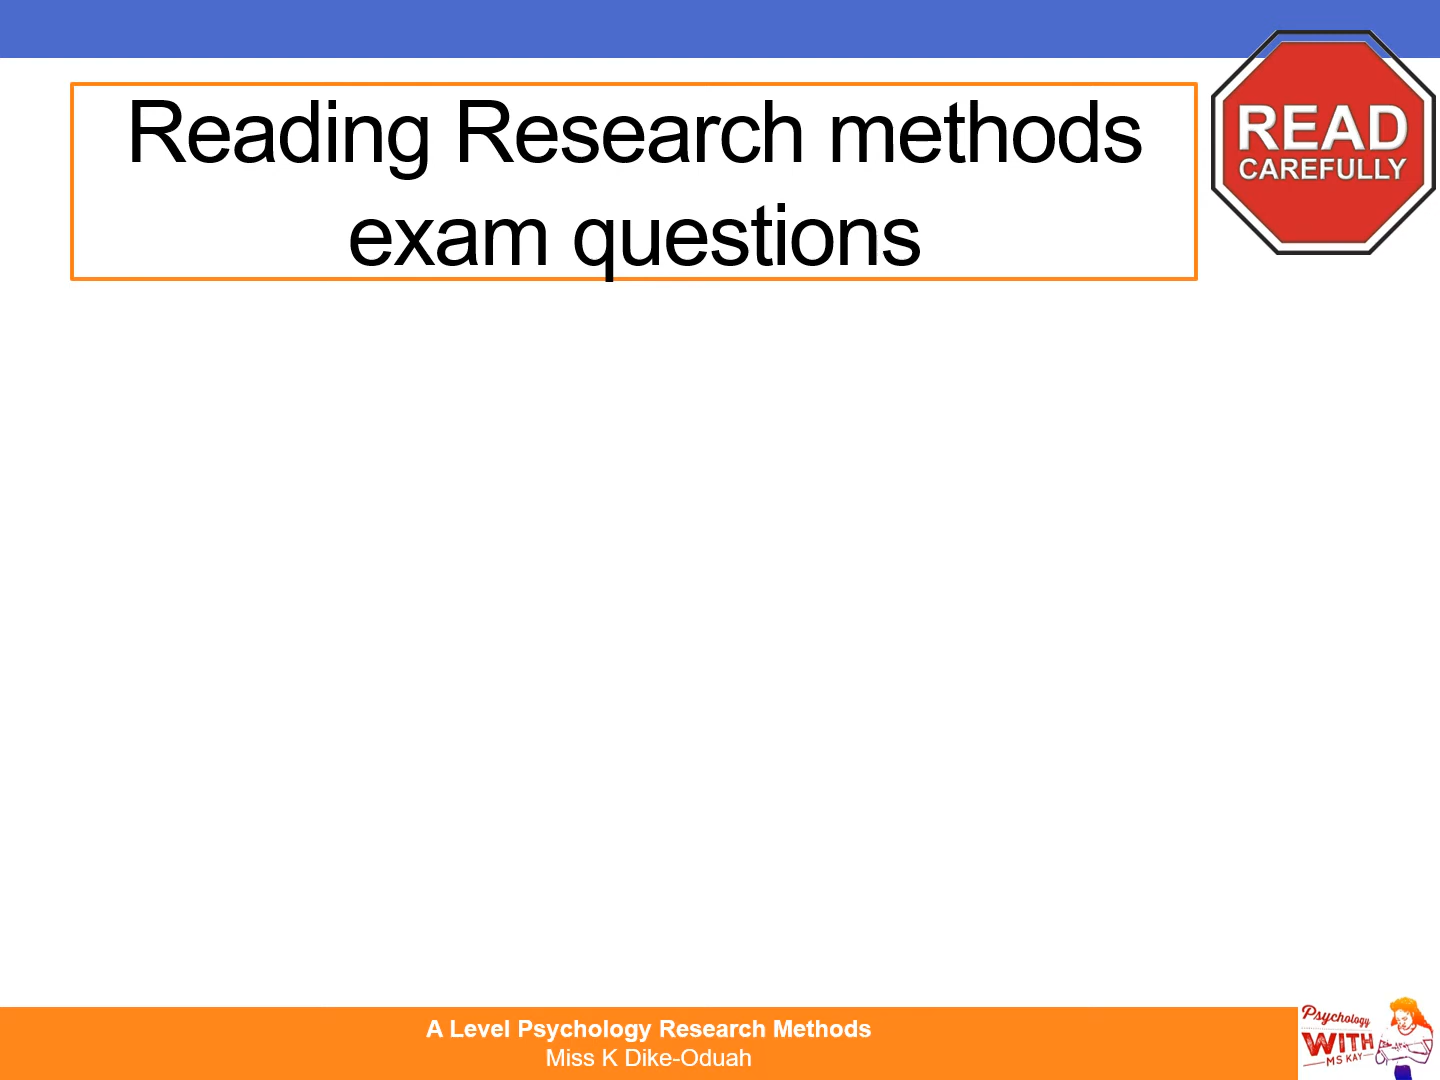 Reading Research methods
exam questions
READ
CAREFULLY
A Level Psychology Research Methods
Miss K Dike-Oduah
Psychology
WITH
MS KAY